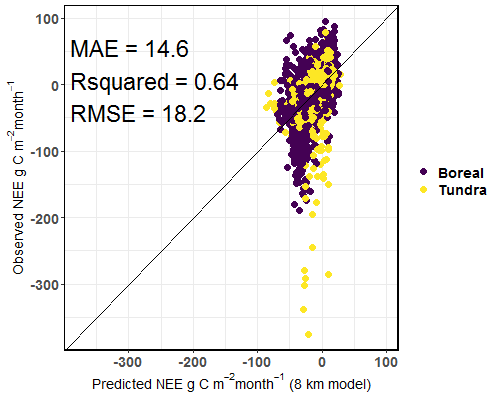 MAE = 14.6
Rsquared = 0.64
RMSE = 18.2
100
0
-100
-200
-300
Observed NEE g C m⁻²month⁻¹
-300 -200 -100 0 100
Predicted NEE g C m⁻²month⁻¹ (8 km model)
Boreal
Tundra